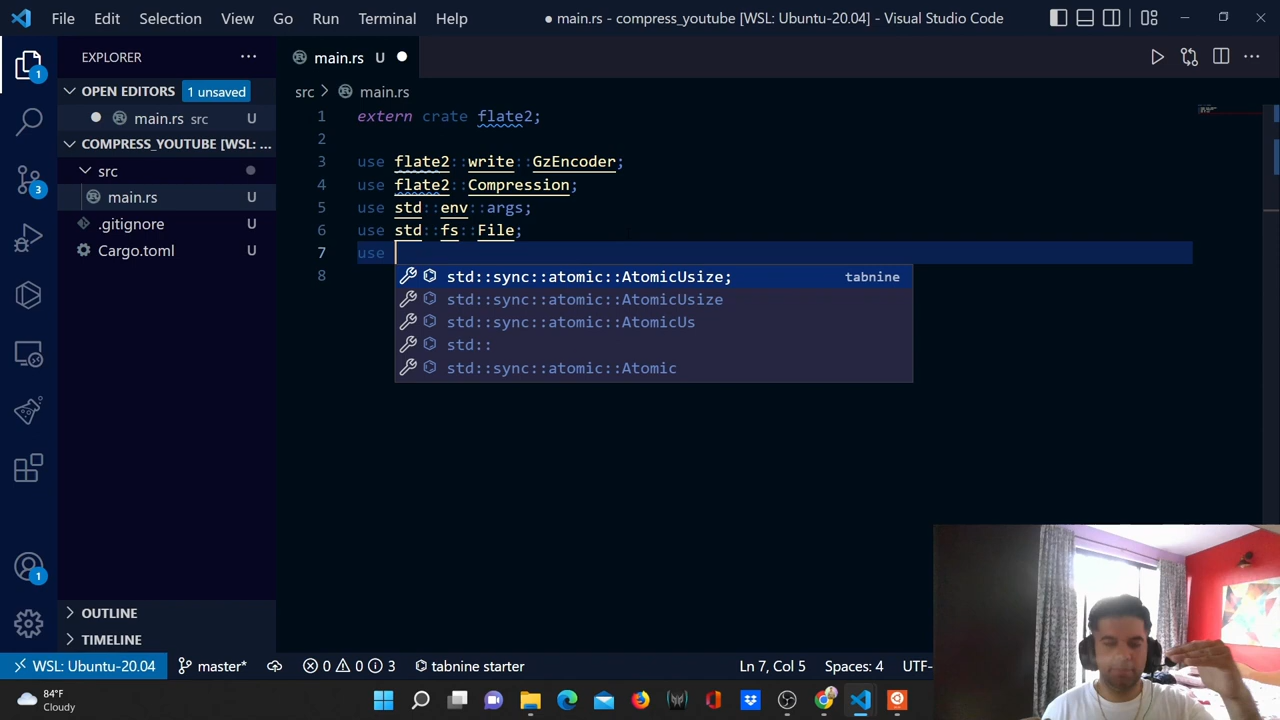 File Edit Selection View Go Run Terminal Help
● main.rs - compress_youtube [WSL: Ubuntu-20.04] - Visual Studio Code
EXPLORER
OPEN EDITORS 1 unsaved
main.rs src U
COMPRESS_YOUTUBE [WSL: ...
src
main.rs U
.gitignore U
Cargo.toml U
OUTLINE
TIMELINE
main.rs U
src > main.rs
1 extern crate flate2;
2
3 use flate2::write::GzEncoder;
4 use flate2::Compression;
5 use std::env::args;
6 use std::fs::File;
7 use
8
std::sync::atomic::AtomicUsize; tabnine
std::sync::atomic::AtomicUsize
std::sync::atomic::AtomicUs
std::
std::sync::atomic::Atomic
1
3
1
WSL: Ubuntu-20.04 master* 0 0 3 tabnine starter Ln 7, Col 5 Spaces: 4 UTF-
84°F
Cloudy